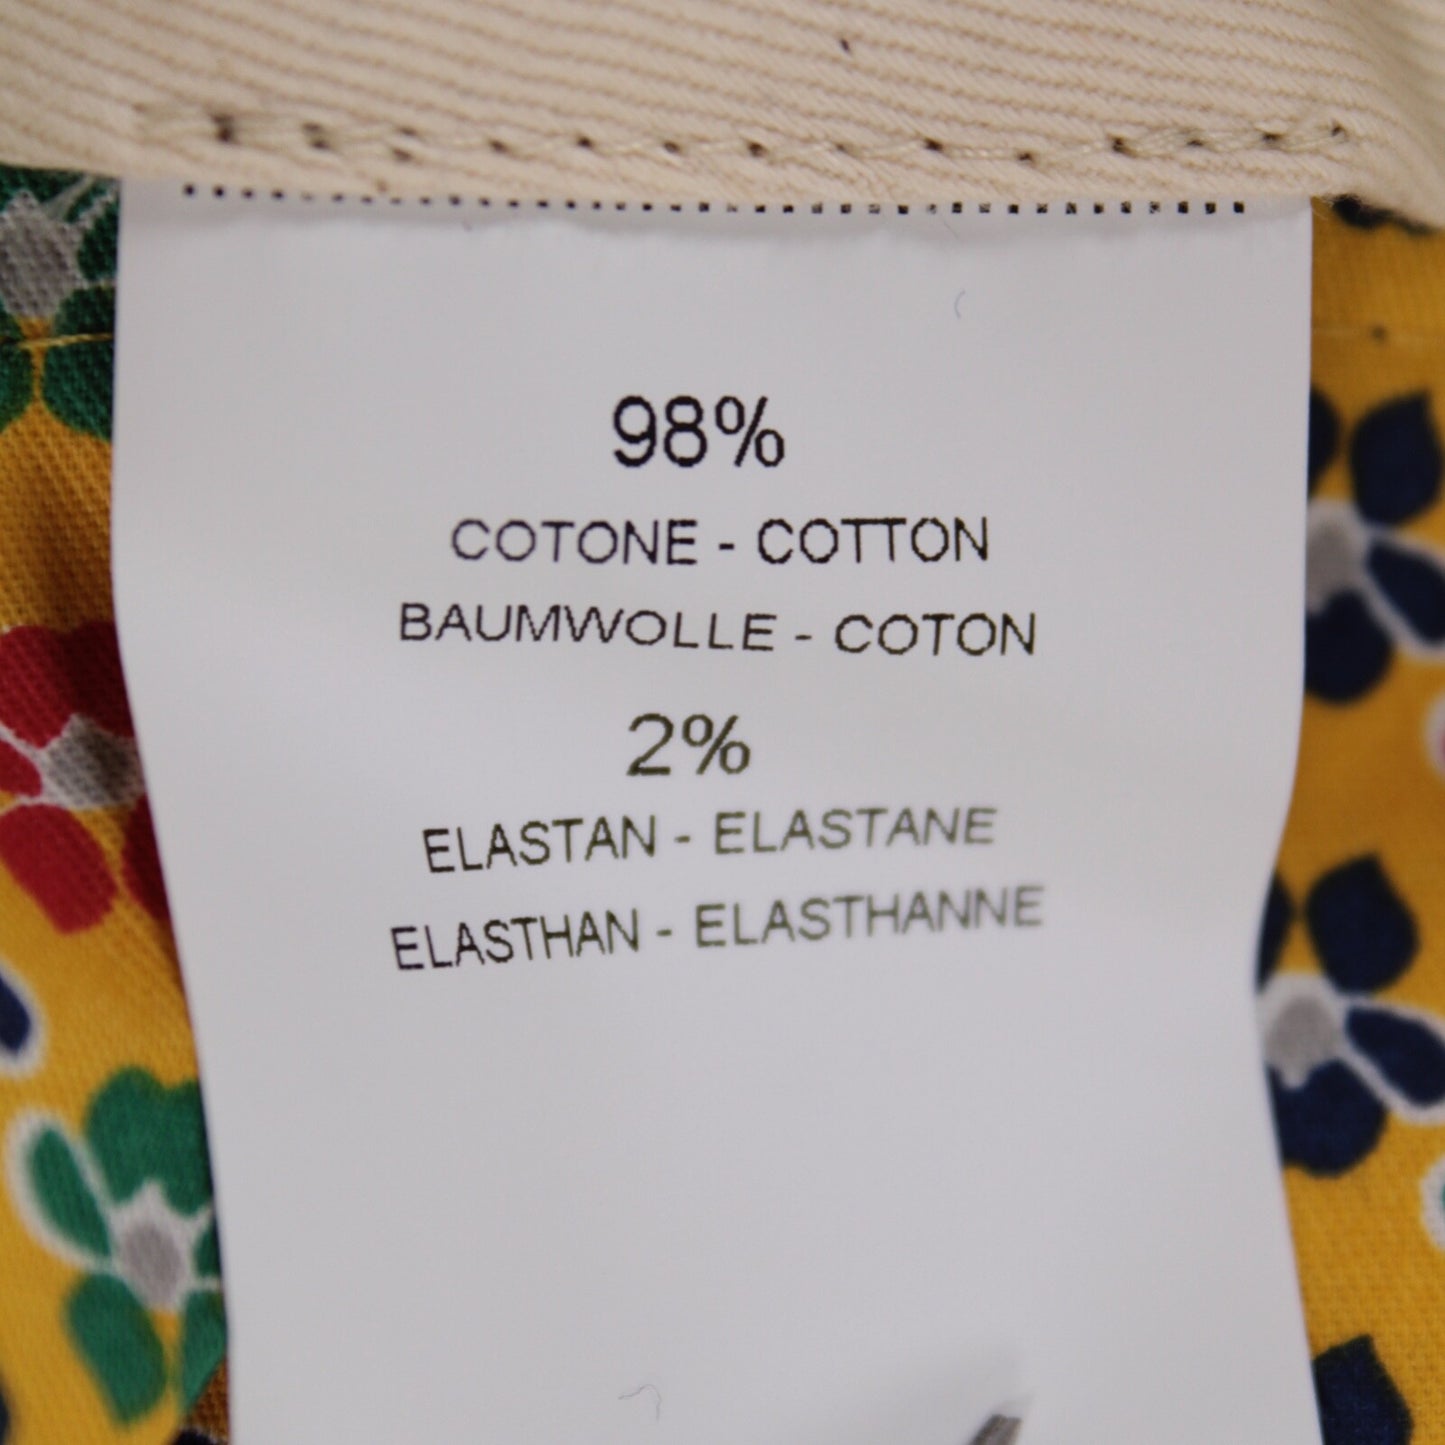 98%
COTONE - COTTON
BAUMWOLLE - COTON
2%
ELASTAN - ELASTANE
ELASTHAN - ELASTHANNE